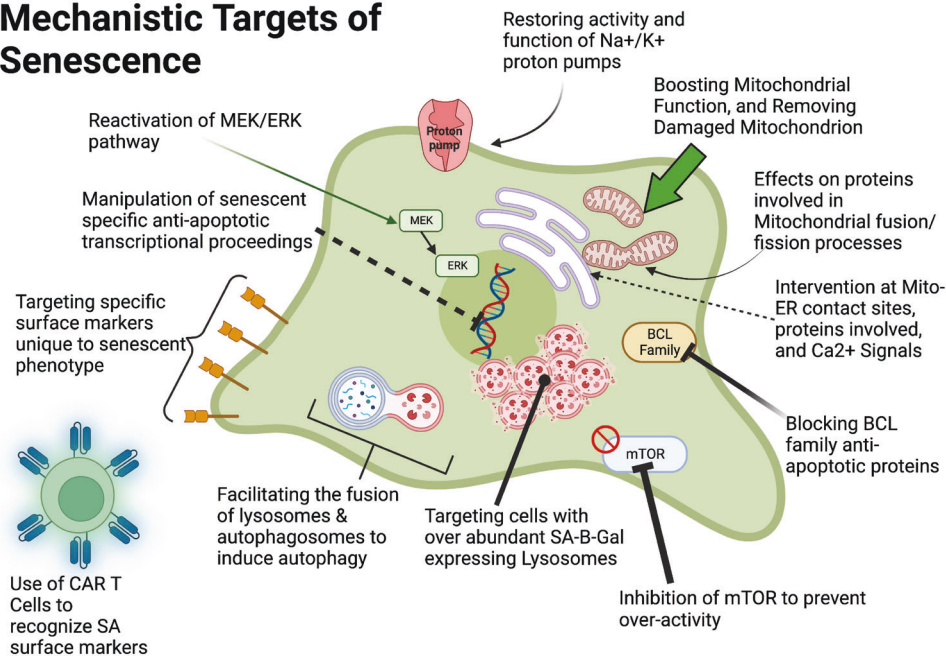 Mechanistic Targets of
Senescence
Restoring activity and
function of Na+/K+
proton pumps
Boosting Mitochondrial
Function, and Removing
Damaged Mitochondrion
Reactivation of MEK/ERK
pathway
Proton
pump
Effects on proteins
involved in
Mitochondrial fusion/
fission processes
Manipulation of senescent
specific anti-apoptotic
transcriptional proceedings
MEK
ERK
Intervention at Mito-
ER contact sites,
proteins involved,
and Ca2+ Signals
Targeting specific
surface markers
unique to senescent
phenotype
BCL
Family
Blocking BCL
family anti-
apoptotic proteins
mTOR
Facilitating the fusion
of lysosomes &
autophagosomes to
induce autophagy
Targeting cells with
over abundant SA-B-Gal
expressing Lysosomes
Use of CAR T
Cells to
recognize SA
surface markers
Inhibition of mTOR to prevent
over-activity